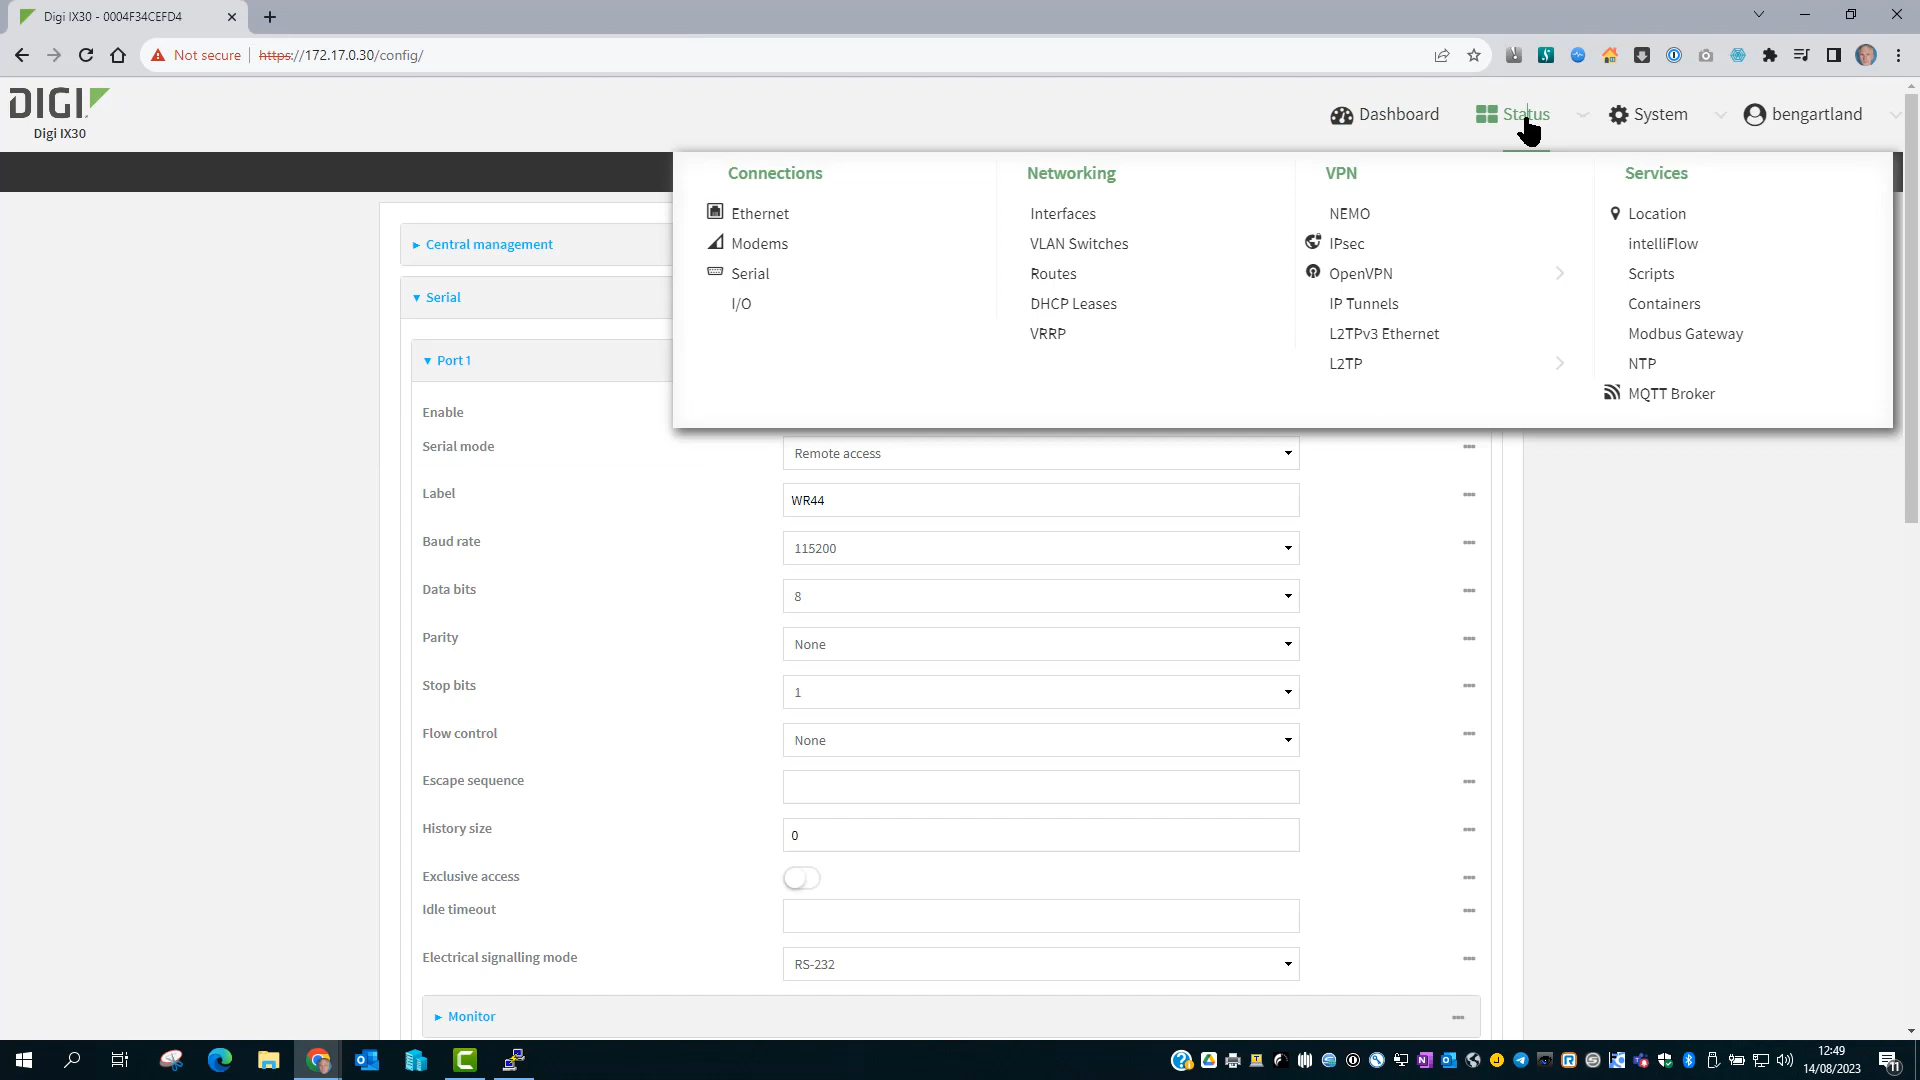 Digi IX30 - 0004F34CEFD4
Not secure https://172.17.0.30/config/
DIGI
Digi IX30
Dashboard
Status
System
bengartland
Connections
Ethernet
Modems
Serial
I/O
Networking
Interfaces
VLAN Switches
Routes
DHCP Leases
VRRP
VPN
NEMO
IPsec
OpenVPN
IP Tunnels
L2TPv3 Ethernet
L2TP
Services
Location
intelliFlow
Scripts
Containers
Modbus Gateway
NTP
MQTT Broker
Central management
Serial
Port 1
Enable
Serial mode Remote access
Label WR44
Baud rate 115200
Data bits 8
Parity None
Stop bits 1
Flow control None
Escape sequence
History size 0
Exclusive access
Idle timeout
Electrical signalling mode RS-232
Monitor
12:49
14/08/2023
11